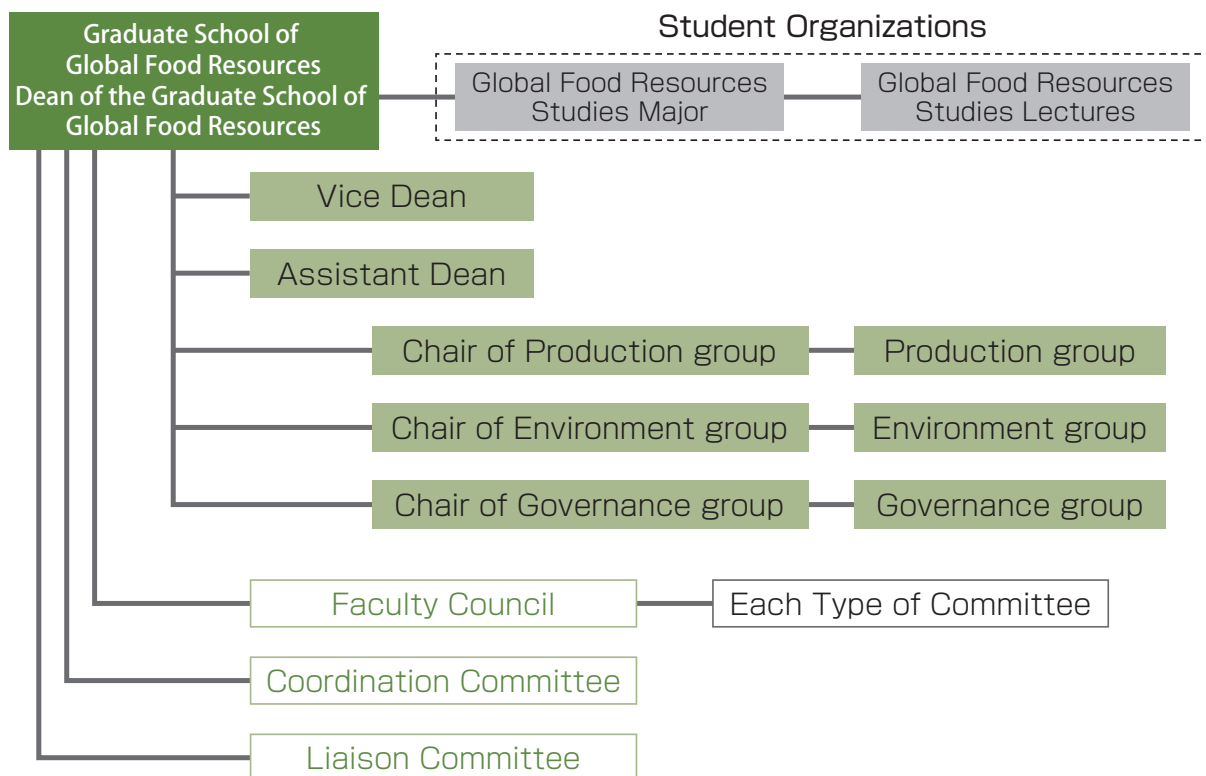 Graduate School of
Global Food Resources
Dean of the Graduate School of
Global Food Resources
Student Organizations
Global Food Resources
Studies Major
Global Food Resources
Studies Lectures
Vice Dean
Assistant Dean
Chair of Production group
Production group
Chair of Environment group
Environment group
Chair of Governance group
Governance group
Faculty Council
Each Type of Committee
Coordination Committee
Liaison Committee